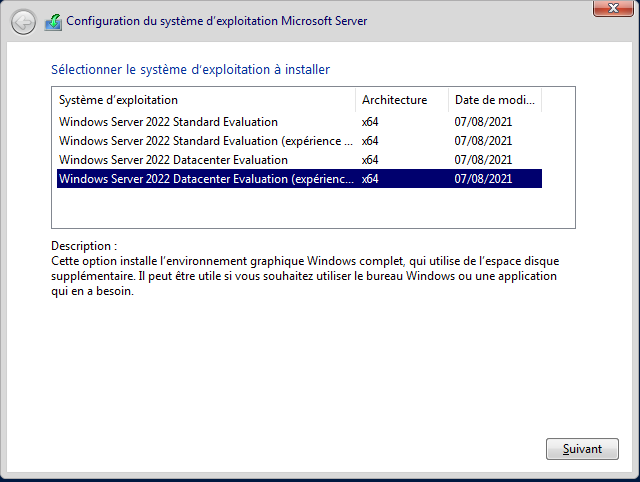 Configuration du système d'exploitation Microsoft Server
Sélectionner le système d'exploitation à installer
Système d'exploitation Architecture Date de modi...
Windows Server 2022 Standard Evaluation x64 07/08/2021
Windows Server 2022 Standard Evaluation (expérience ... x64 07/08/2021
Windows Server 2022 Datacenter Evaluation x64 07/08/2021
Windows Server 2022 Datacenter Evaluation (expérienc... x64 07/08/2021
Description :
Cette option installe l'environnement graphique Windows complet, qui utilise de l'espace disque
supplémentaire. Il peut être utile si vous souhaitez utiliser le bureau Windows ou une application
qui en a besoin.
Suivant